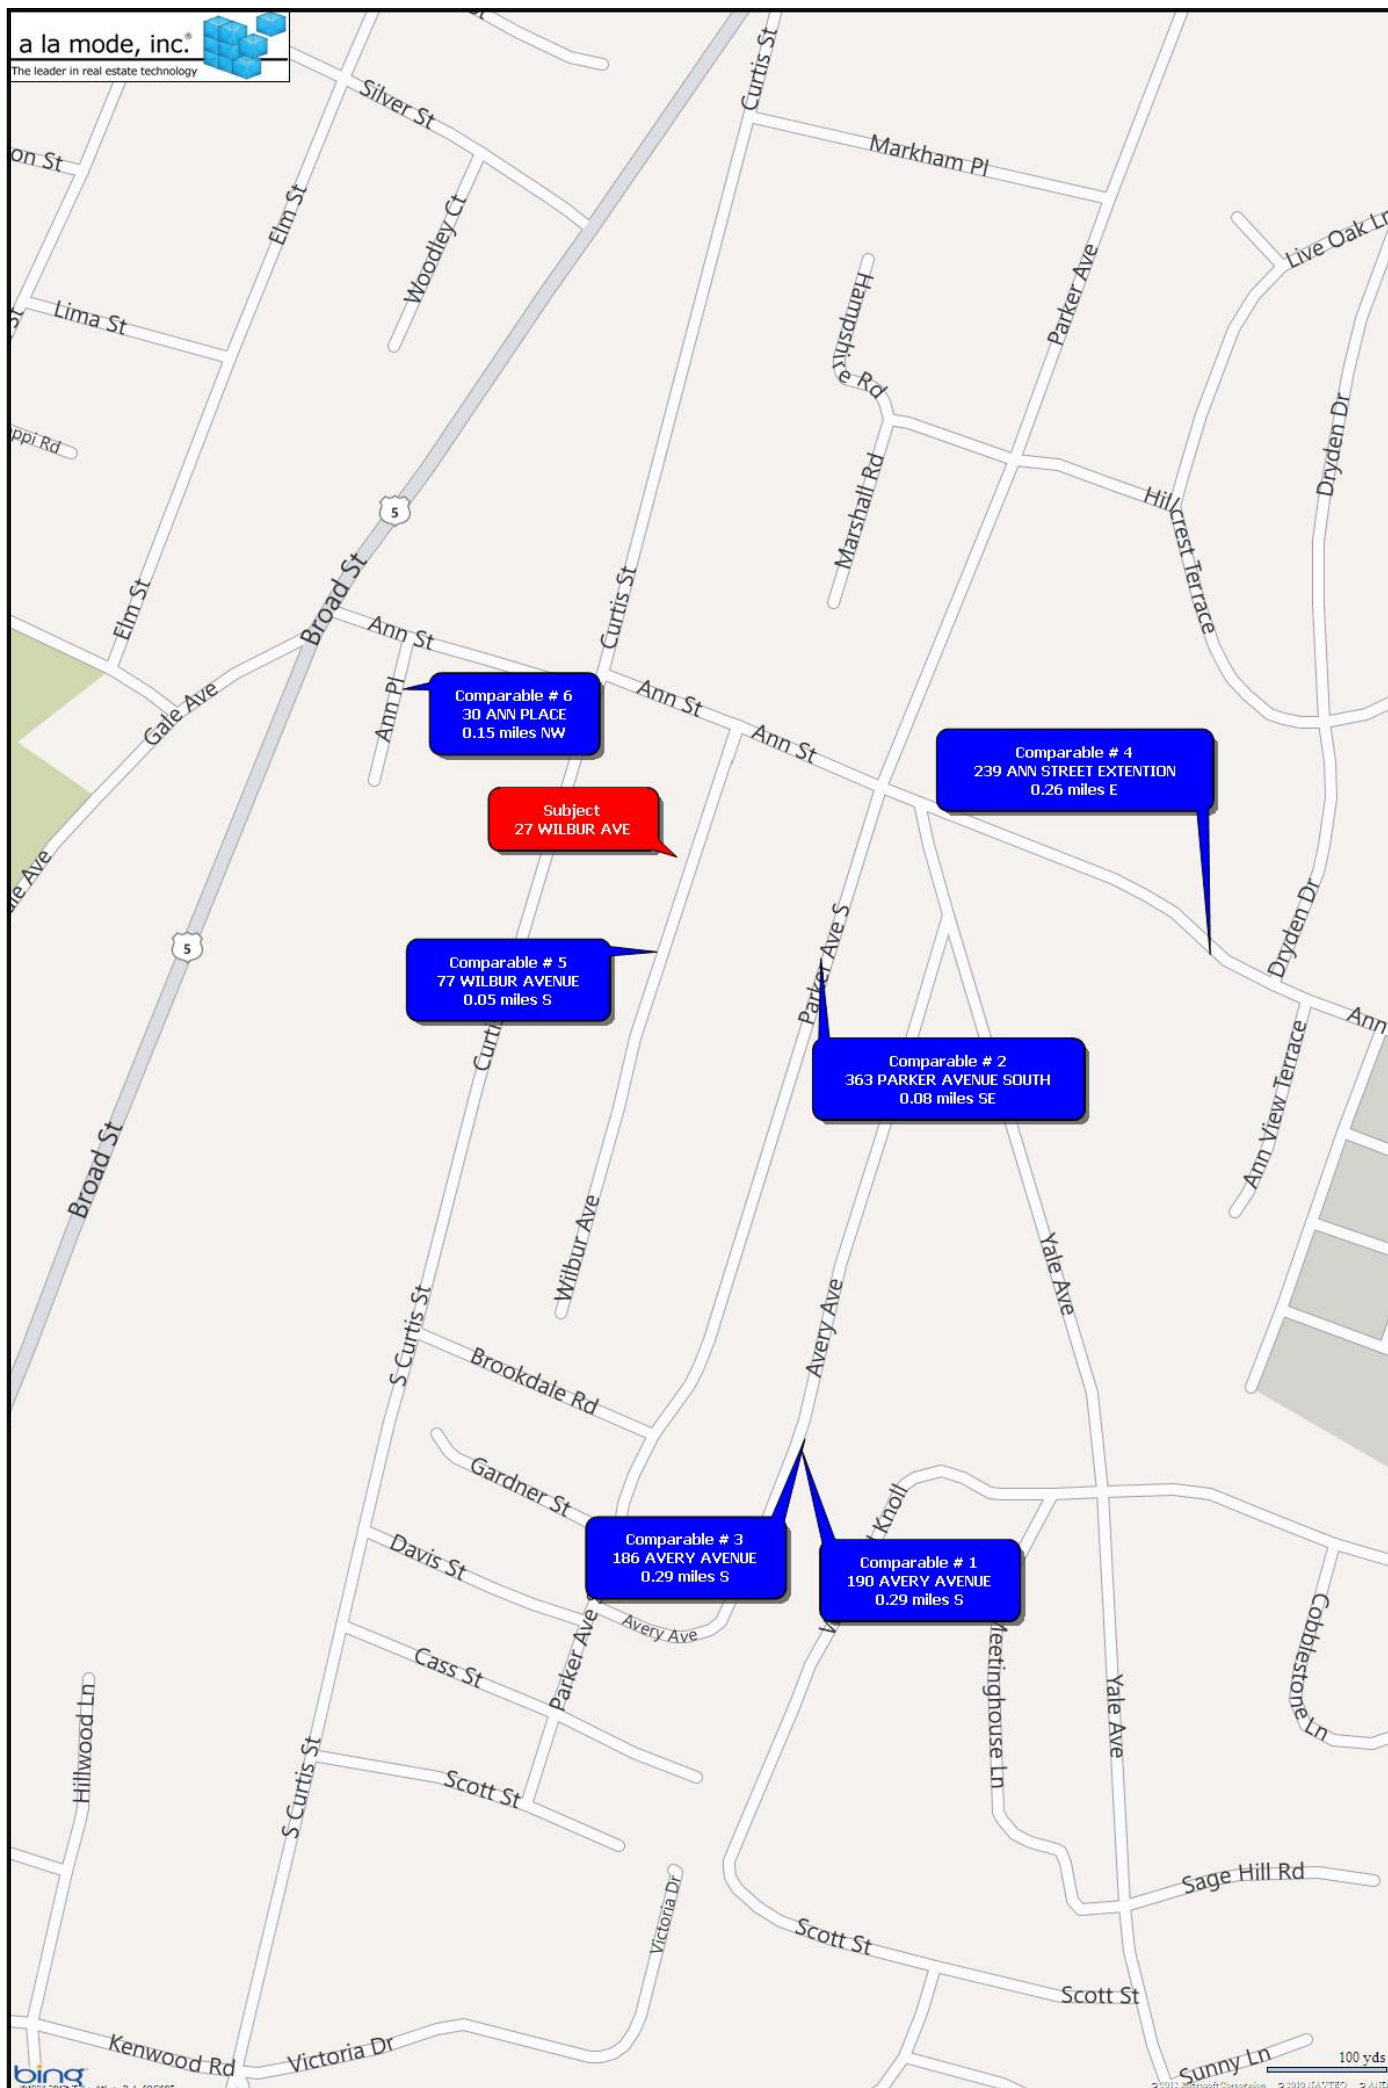 a la mode, inc.®
The leader in real estate technology
Curtis St
Silver St
Markham Pl
on St
Elm St
Woodley Ct
Live Oak Ln
Parker Ave
Hampshire Rd
Lima St
St
Dryden Dr
ppi Rd
Marshall Rd
Hillcrest Terrace
5
Broad St
Curtis St
Elm St
Ann St
Ann Pl
Gale Ave
Comparable # 6
30 ANN PLACE
0.15 miles NW
Ann St
Ann St
Comparable # 4
239 ANN STREET EXTENTION
0.26 miles E
Subject
27 WILBUR AVE
le Ave
5
Parker Ave S
Dryden Dr
Comparable # 5
77 WILBUR AVENUE
0.05 miles S
Curti
Ann
Comparable # 2
363 PARKER AVENUE SOUTH
0.08 miles SE
Ann View Terrace
Broad St
Wilbur Ave
Yale Ave
Avery Ave
S Curtis St
Brookdale Rd
Gardner St
Knoll
Comparable # 3
186 AVERY AVENUE
0.29 miles S
Comparable # 1
190 AVERY AVENUE
0.29 miles S
Davis St
Avery Ave
Parker Ave
Cass St
Meetinghouse Ln
Cobblestone Ln
Yale Ave
Hillwood Ln
S Curtis St
Scott St
Sage Hill Rd
Victoria Dr
Scott St
Scott St
Kenwood Rd
Victoria Dr
Sunny Ln
100 yds
bing